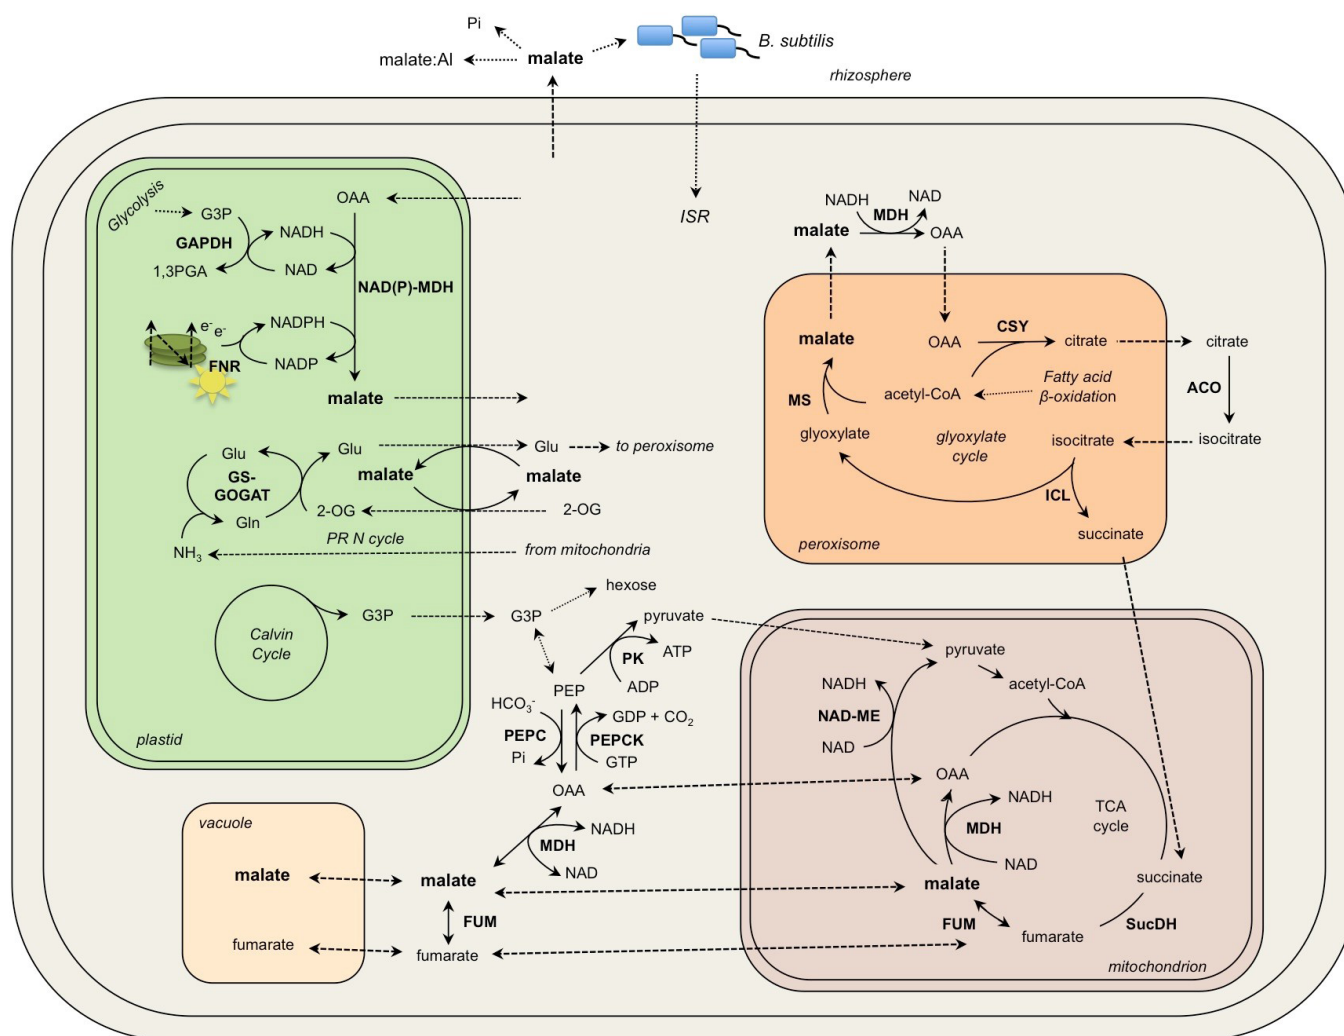 Pi
malate:Al
malate
B. subtilis
rhizosphere
ISR
Glycolysis
G3P
GAPDH
1,3PGA
NADH
NAD
OAA
NAD(P)-MDH
e- e-
NADPH
NADP
FNR
malate
Glu
GS-
GOGAT
Gln
NH3
Glu
2-OG
malate
PR N cycle
Glu
to peroxisome
malate
2-OG
from mitochondria
Calvin
Cycle
G3P
plastid
G3P
hexose
pyruvate
PK
ATP
ADP
PEP
HCO3-
PEPC
Pi
GDP + CO2
PEPCK
GTP
OAA
NADH
MDH
NAD
malate
FUM
fumarate
vacuole
malate
fumarate
NADH
NAD
MDH
malate
OAA
malate
OAA
CSY
citrate
MS
acetyl-CoA
Fatty acid
β-oxidation
glyoxylate
glyoxylate
cycle
isocitrate
ICL
succinate
peroxisome
citrate
ACO
isocitrate
pyruvate
acetyl-CoA
NADH
NAD-ME
NAD
OAA
NADH
MDH
NAD
TCA
cycle
malate
succinate
FUM
fumarate
SucDH
mitochondrion